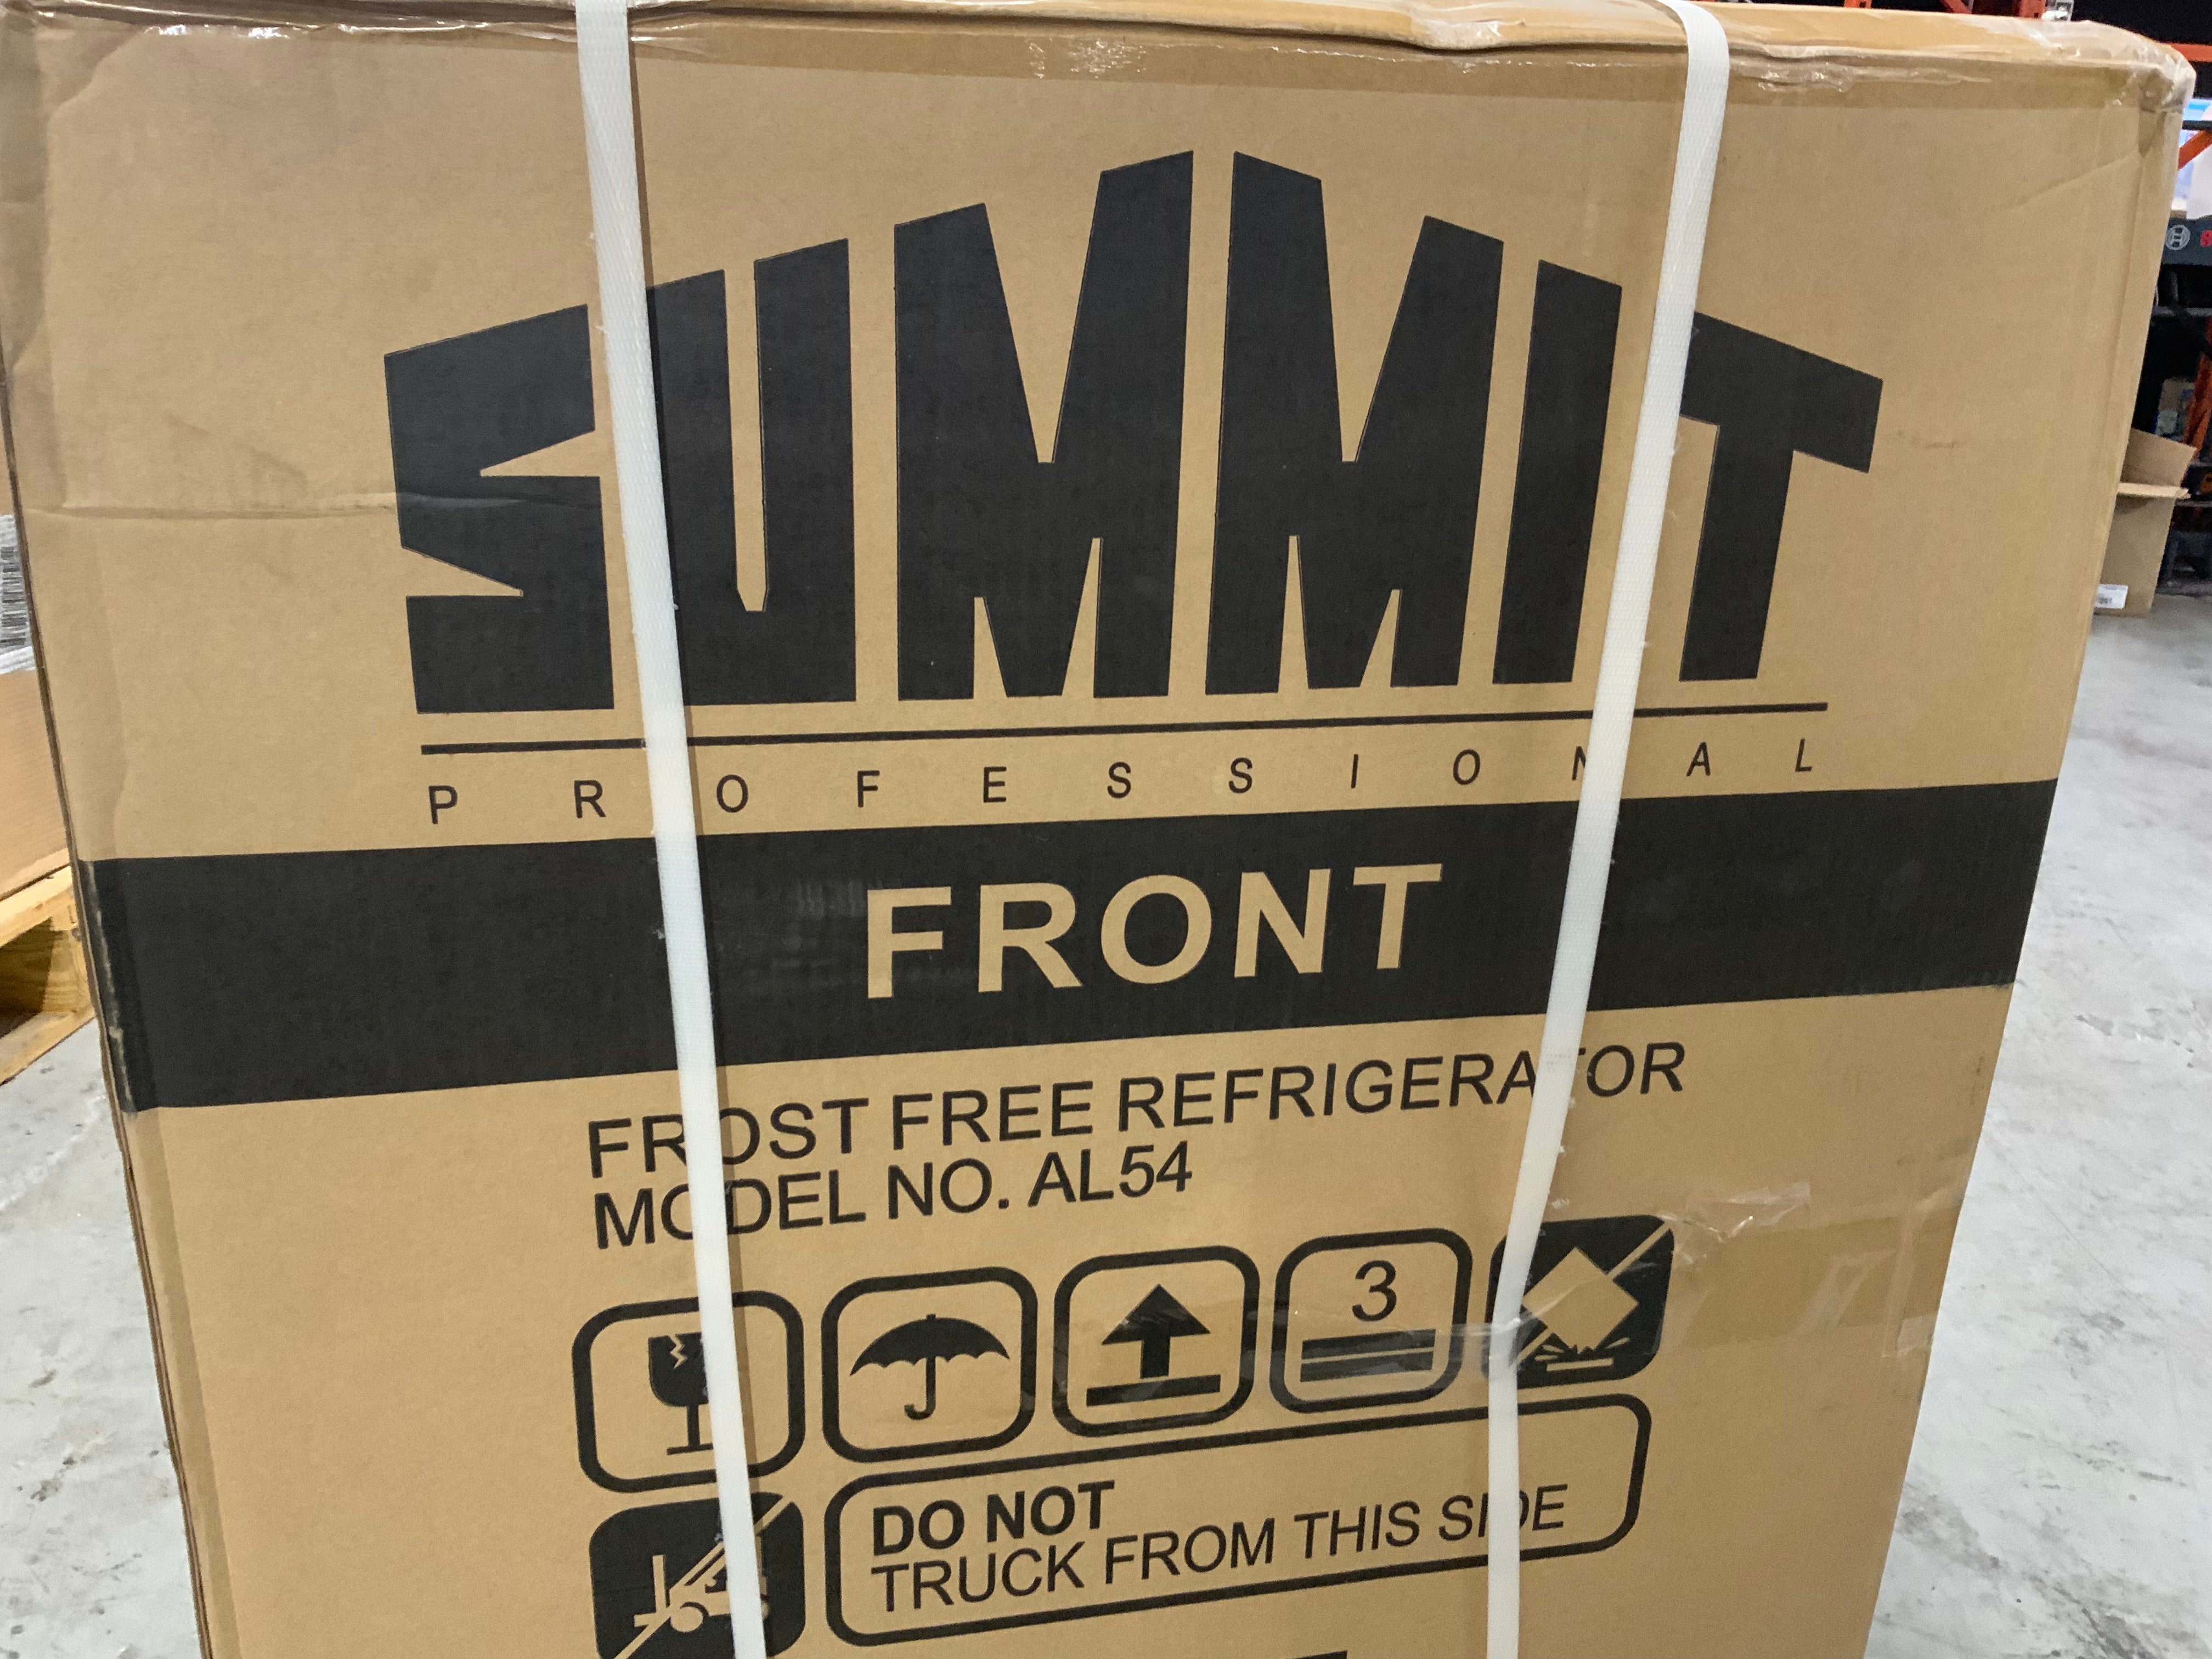 SUMMIT
PROFESSIONAL
FRONT
FROST FREE REFRIGERATOR
MODEL NO. AL54
3
DO NOT
TRUCK FROM THIS SIDE